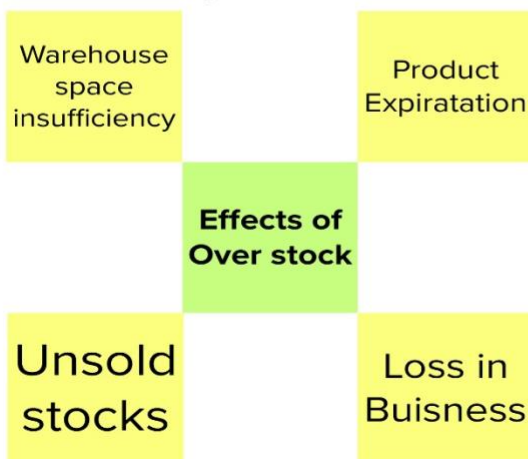 Warehouse
space
insufficiency
Product
Expiratation
Effects of
Over stock
Unsold
stocks
Loss in
Buisness